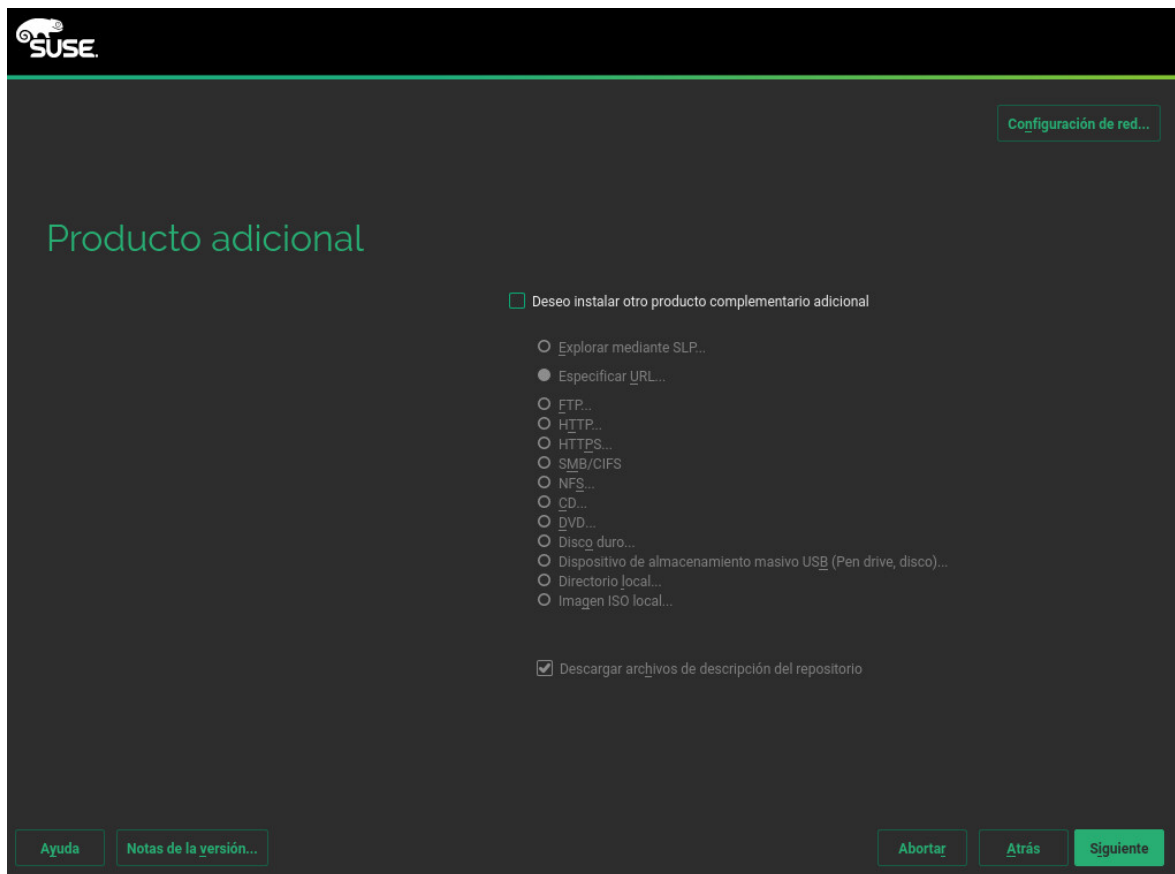 SUSE.
Configuración de red...
Producto adicional
Deseo instalar otro producto complementario adicional
Explorar mediante SLP...
Especificar URL...
FTP...
HTTP...
HTTPS...
SMB/CIFS
NFS...
CD...
DVD...
Disco duro...
Dispositivo de almacenamiento masivo USB (Pen drive, disco)...
Directorio local...
Imagen ISO local...
Descargar archivos de descripción del repositorio
Ayuda
Notas de la versión...
Abortar
Atrás
Siguiente